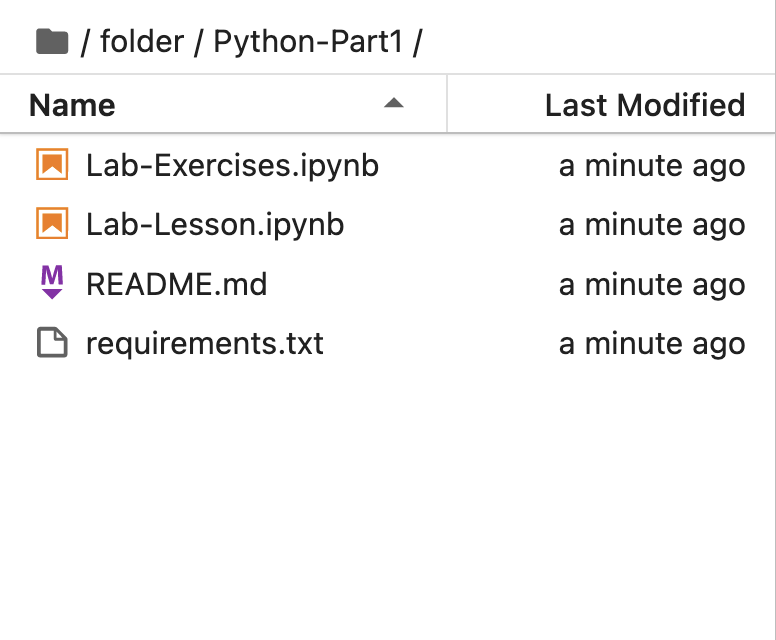 / folder / Python-Part1 /
Name Last Modified
Lab-Exercises.ipynb a minute ago
Lab-Lesson.ipynb a minute ago
M README.md a minute ago
requirements.txt a minute ago